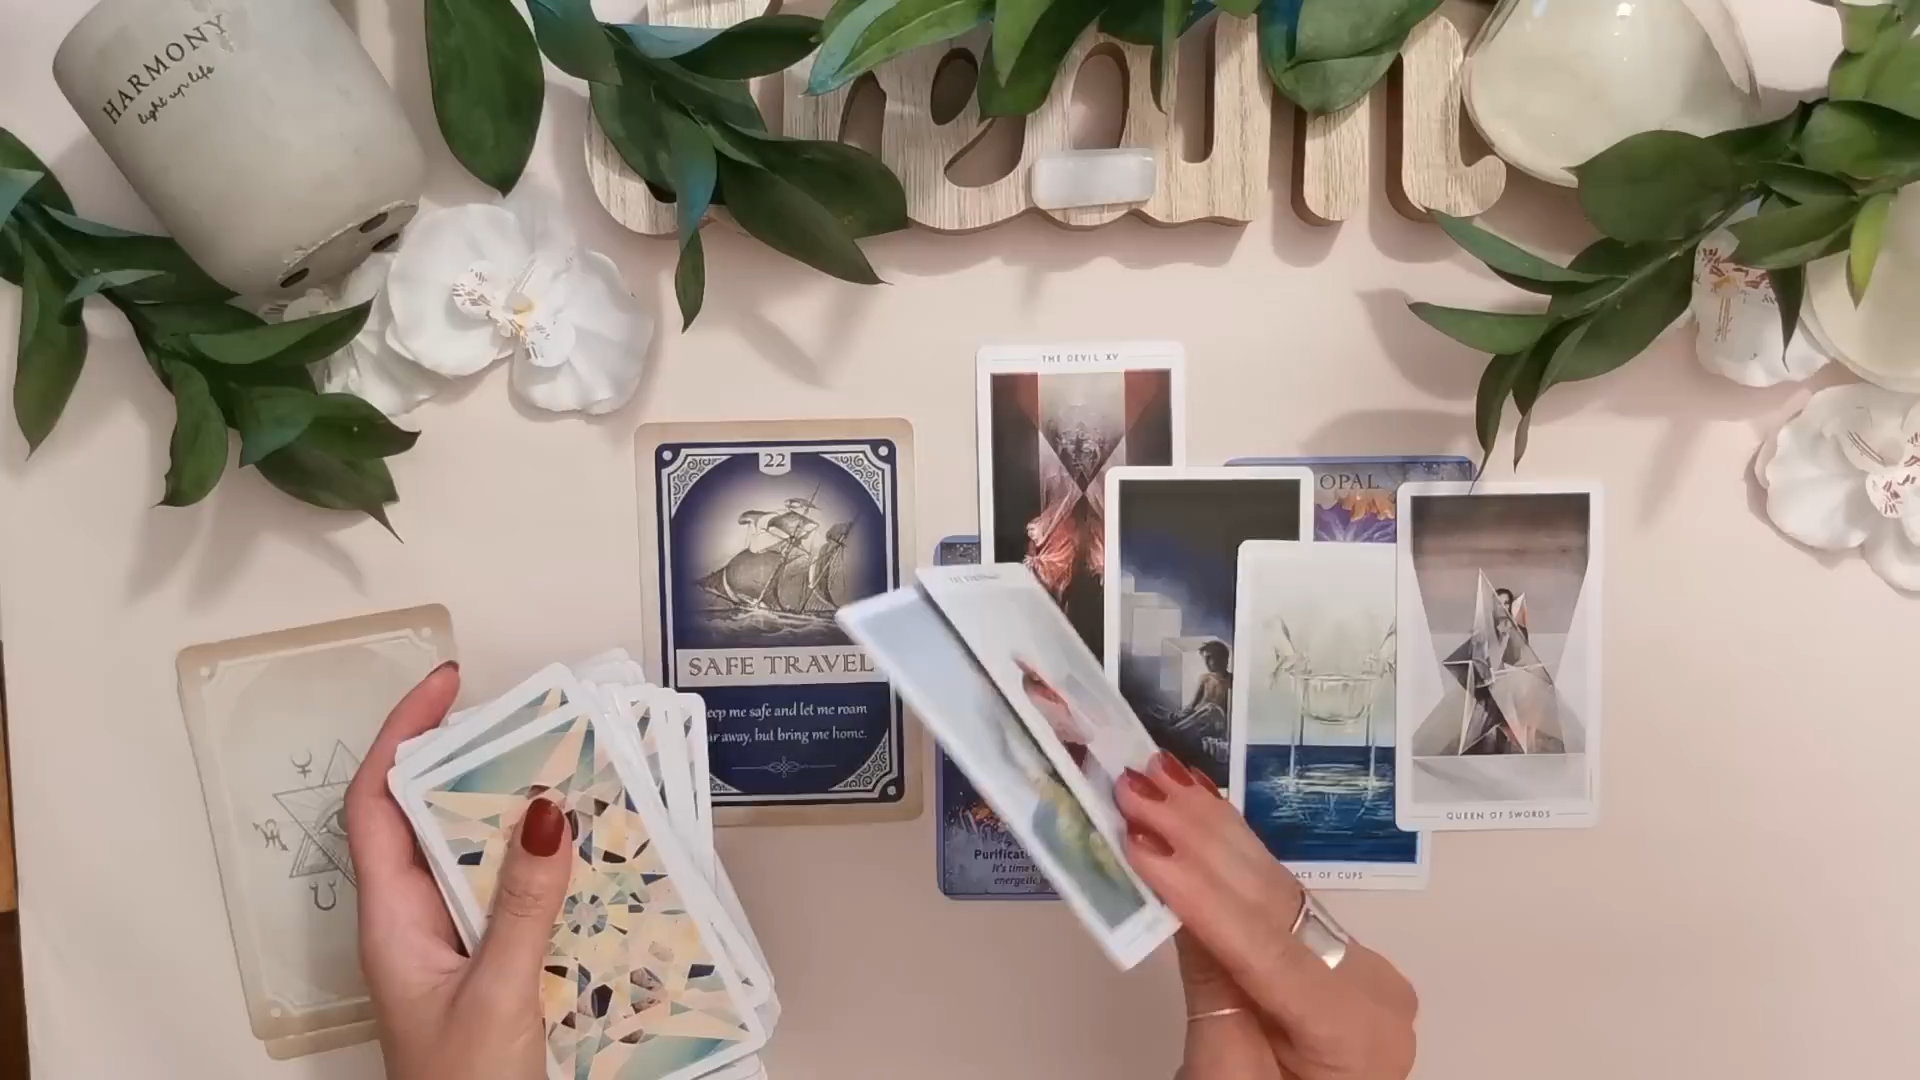 HARMONY
light up life
THE DEVIL XV
22
SAFE TRAVEL
eep me safe and let me roam
ar away, but bring me home.
OPAL
Purificat
It's time t
energetic
ACE OF CUPS
QUEEN OF SWORDS